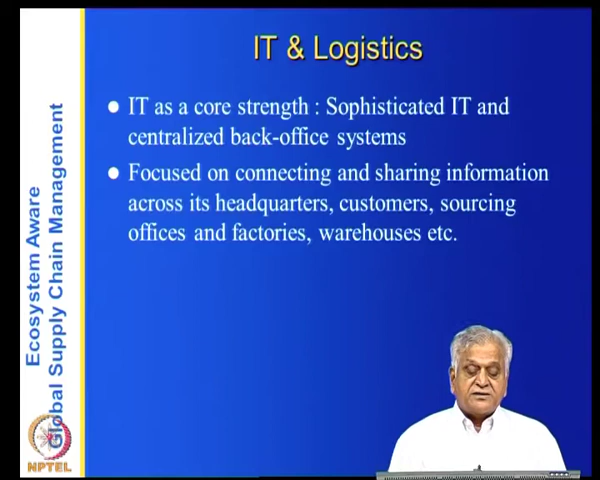 IT & Logistics
IT as a core strength : Sophisticated IT and
centralized back-office systems
Focused on connecting and sharing information
across its headquarters, customers, sourcing
offices and factories, warehouses etc.
Ecosystem Aware
Global Supply Chain Management
NPTEL